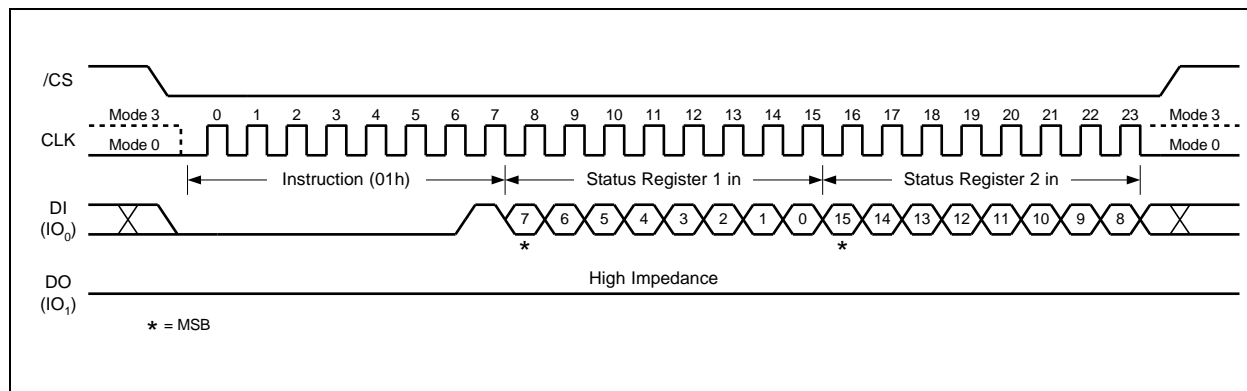 /CS
Mode 3 0 1 2 3 4 5 6 7 8 9 10 11 12 13 14 15 16 17 18 19 20 21 22 23 Mode 3
CLK
Mode 0 Mode 0
Instruction (01h) Status Register 1 in Status Register 2 in
DI
(IO0)
7 6 5 4 3 2 1 0 15 14 13 12 11 10 9 8
* *
High Impedance
DO
(IO1)
* = MSB